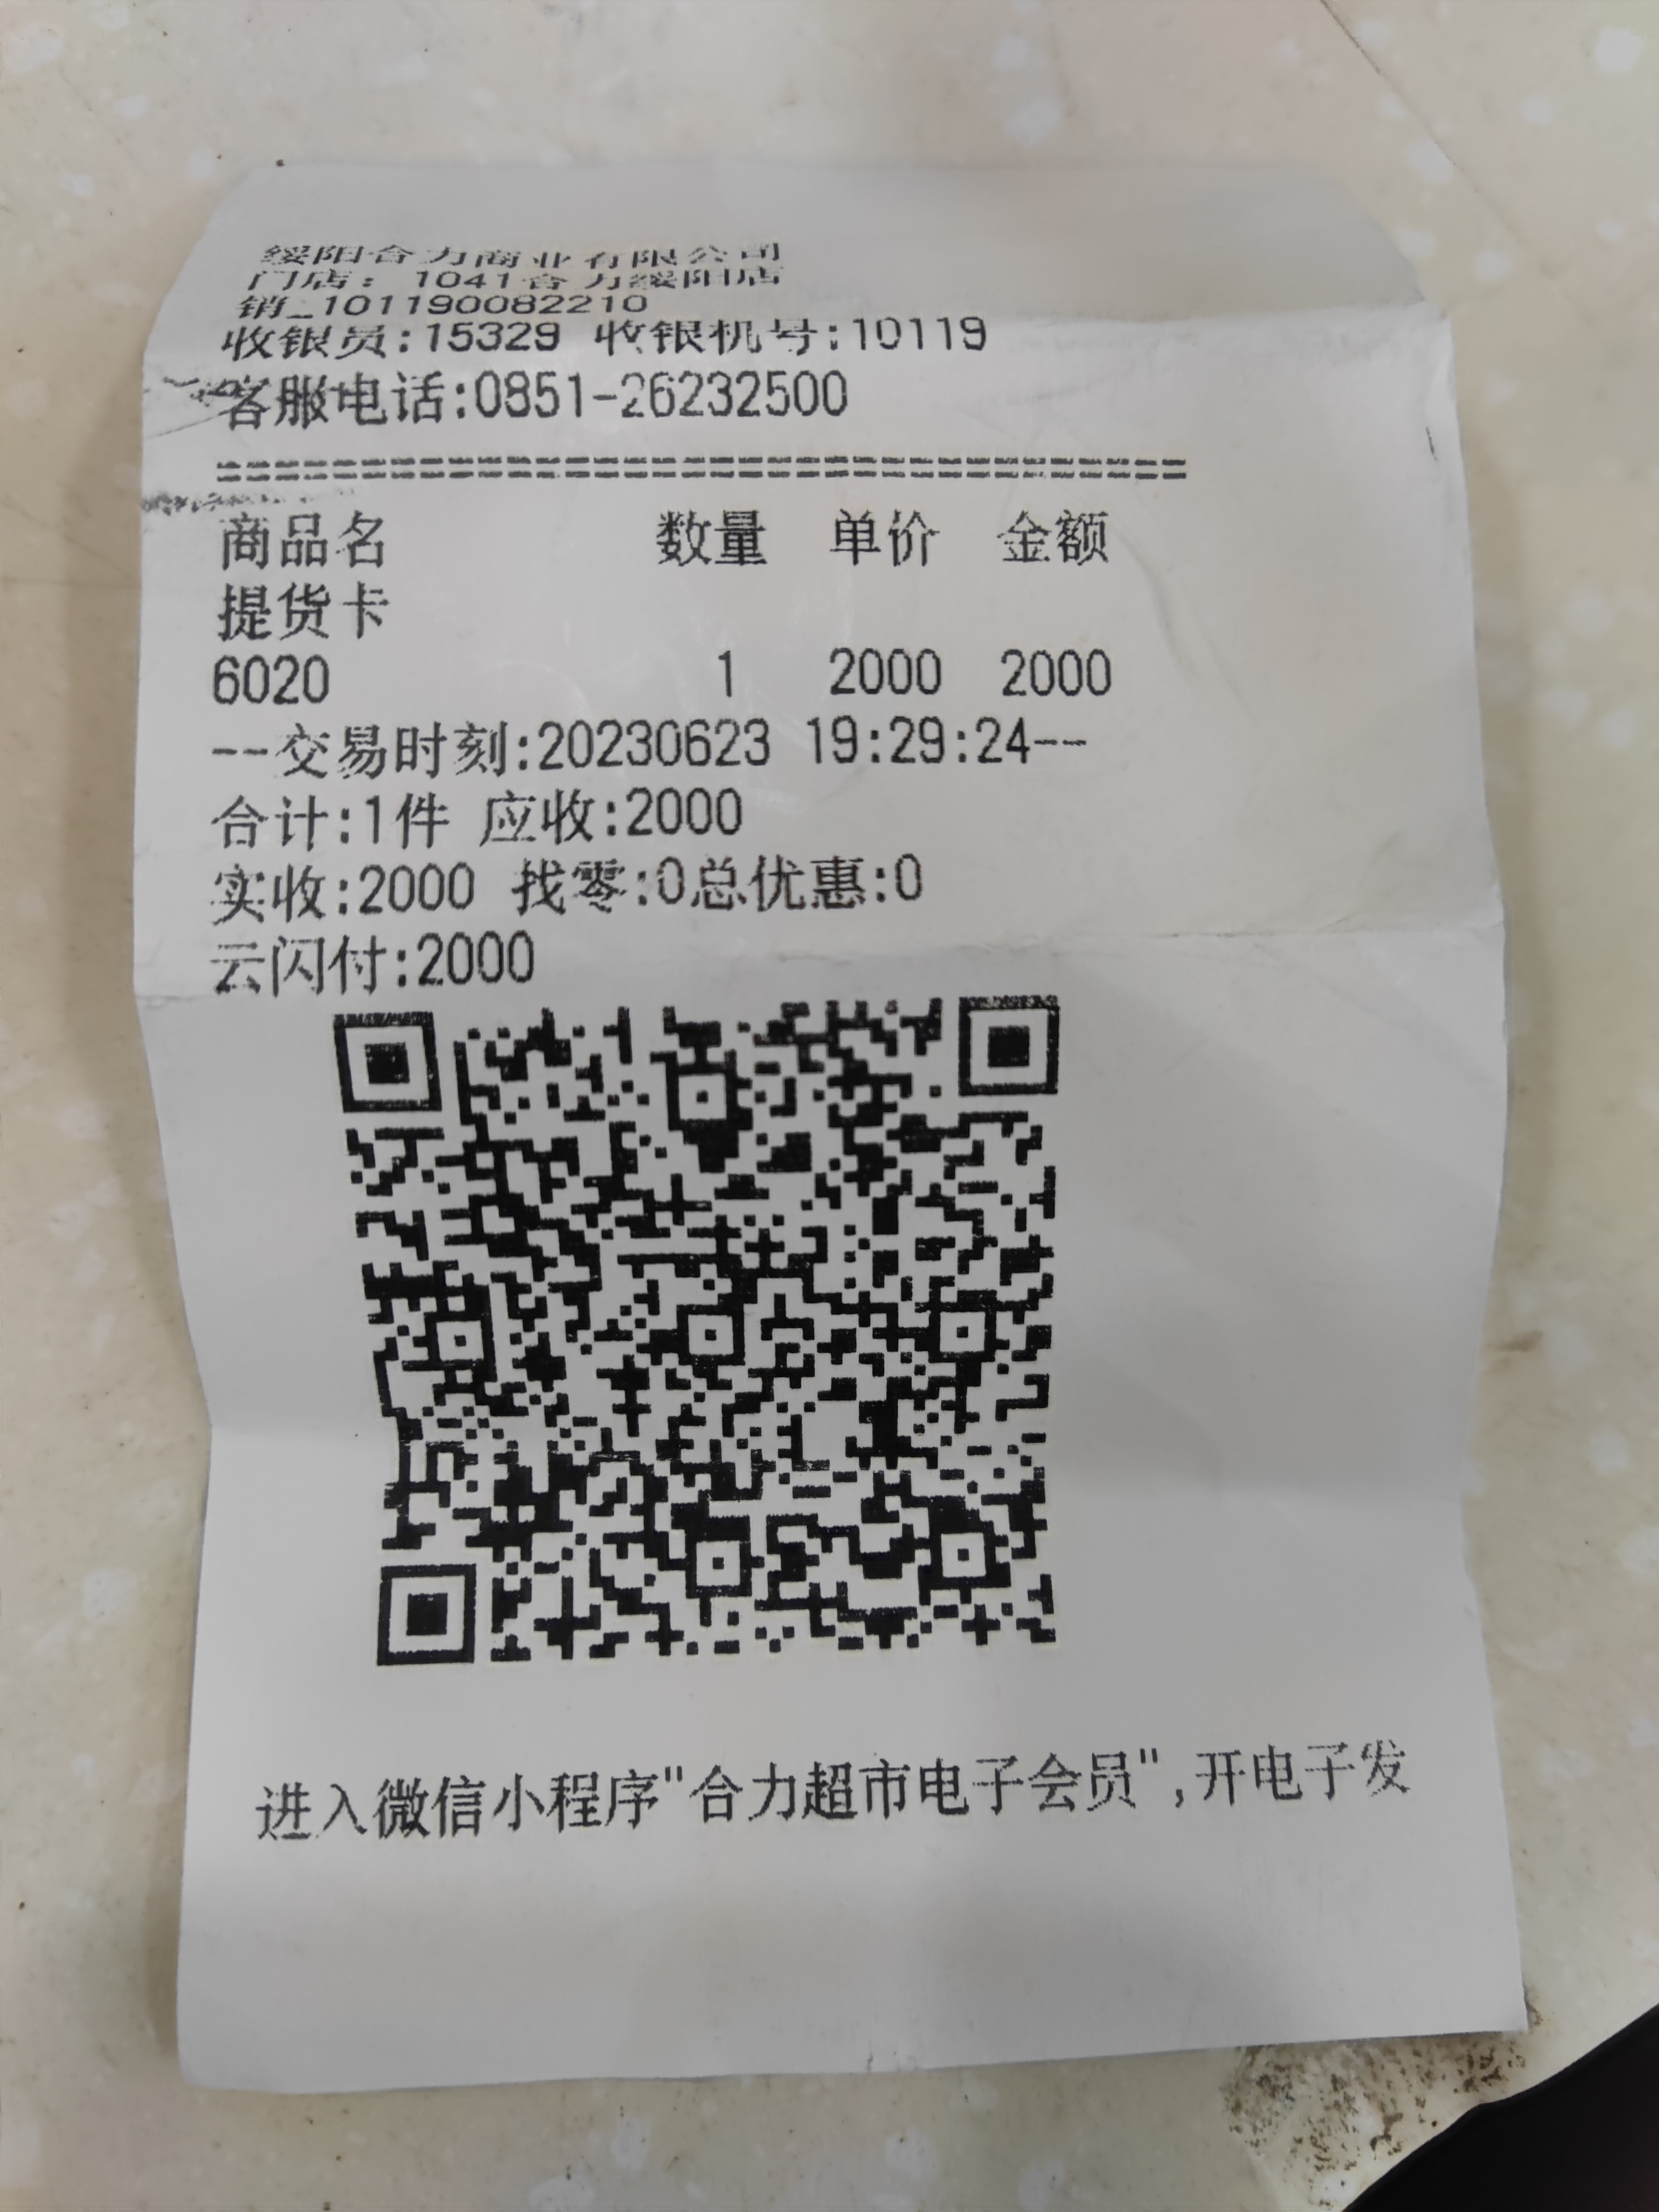 绥阳合力商业有限公司
门店: 1041合力绥阳店
销_101190082210
收银员:15329 收银机号:10119
客服电话:0851-26232500
==================================
商品名 数量 单价 金额
提货卡
6020 1 2000 2000
--交易时刻:20230623 19:29:24--
合计:1件 应收:2000
实收:2000 找零:0总优惠:0
云闪付:2000
进入微信小程序"合力超市电子会员",开电子发